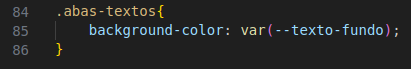 84 .abas-textos{
85 background-color: var(--texto-fundo);
86 }